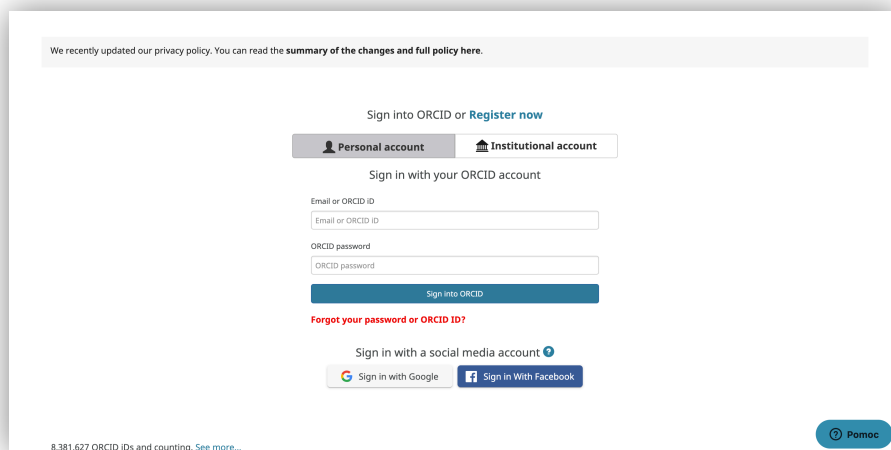 We recently updated our privacy policy. You can read the summary of the changes and full policy here.
Sign into ORCID or Register now
Personal account
Institutional account
Sign in with your ORCID account
Email or ORCID iD
Email or ORCID iD
ORCID password
ORCID password
Sign into ORCID
Forgot your password or ORCID ID?
Sign in with a social media account ?
Sign in with Google
Sign in With Facebook
? Pomoc
8,381,627 ORCID iDs and counting. See more...